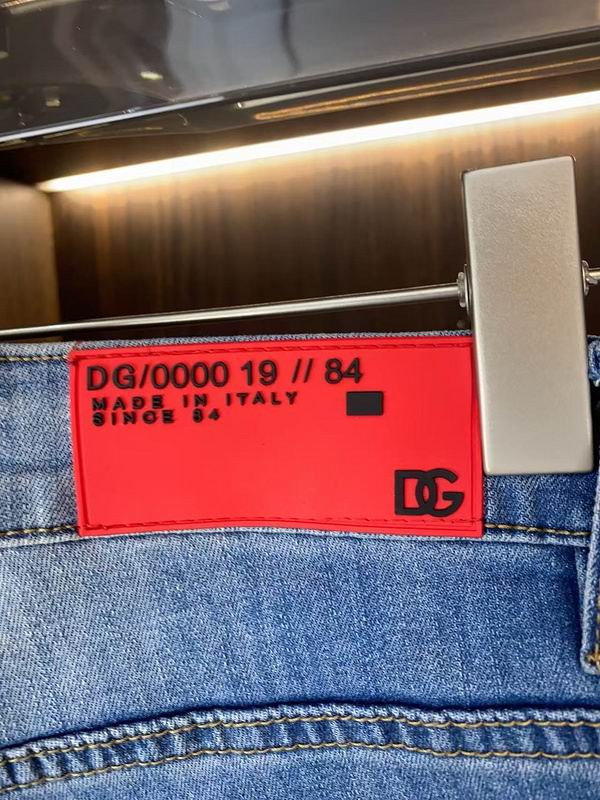 DG/0000 19 // 84
MADE IN ITALY
SINCE 84
DG